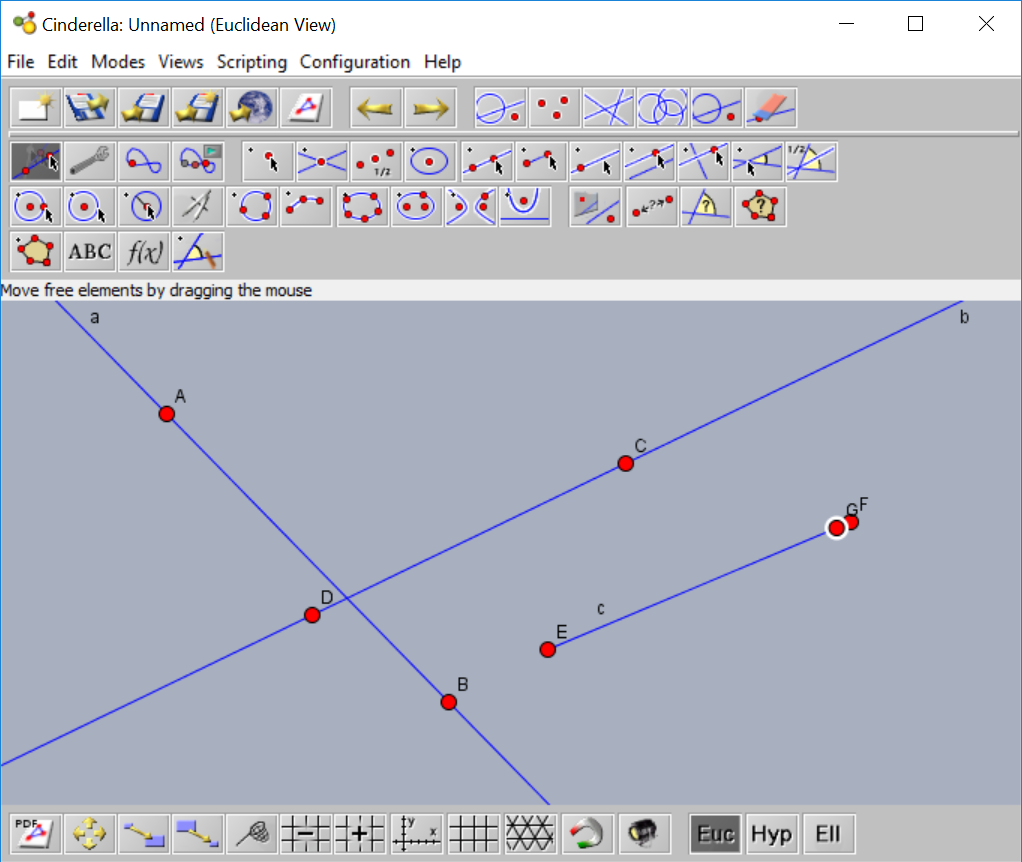 Cinderella: Unnamed (Euclidean View)
File Edit Modes Views Scripting Configuration Help
1/2
1/2
?
?
?
ABC
f(x)
Move free elements by dragging the mouse
a
b
A
C
G
F
D
c
E
B
PDF
y
x
Euc
Hyp
Ell